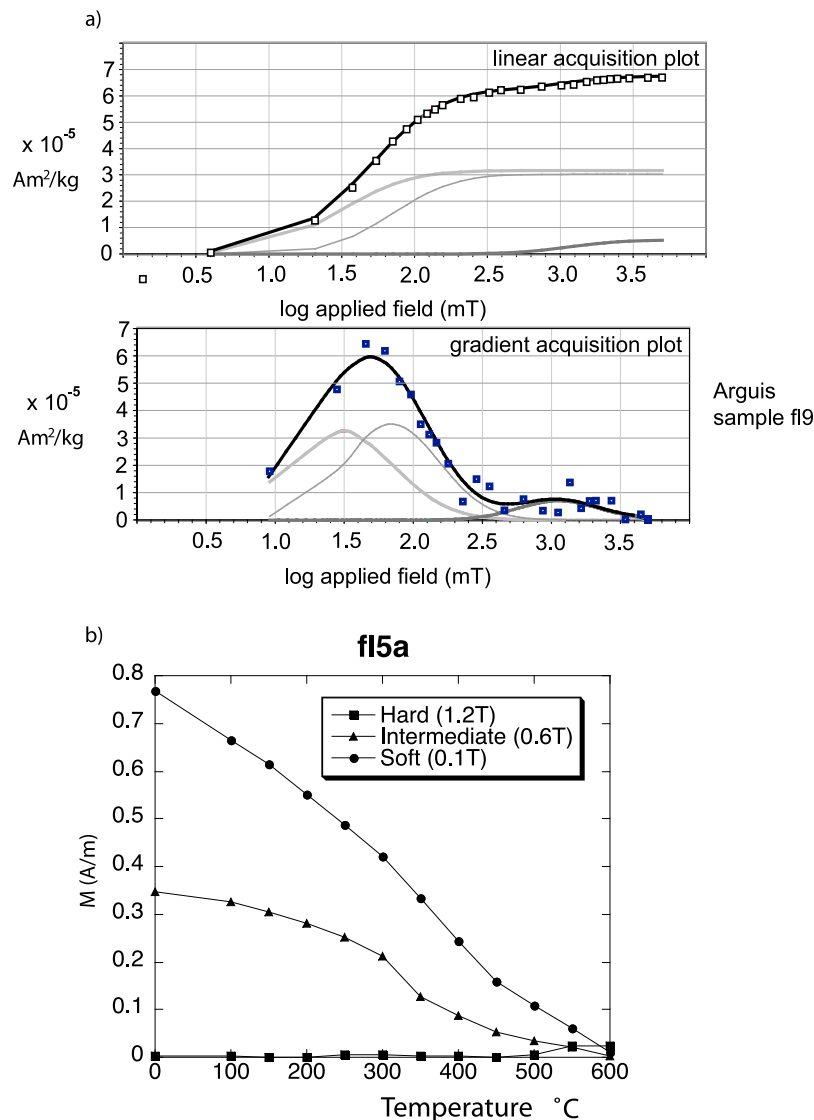 a)
linear acquisition plot
7
6
5
4
3
2
1
0
x 10-5
Am2/kg
0.5 1.0 1.5 2.0 2.5 3.0 3.5
log applied field (mT)
gradient acquisition plot
7
6
5
4
3
2
1
0
x 10-5
Am2/kg
Arguis
sample fl9
0.5 1.0 1.5 2.0 2.5 3.0 3.5
log applied field (mT)
b)
fl5a
0.8
0.7
0.6
0.5
0.4
0.3
0.2
0.1
0
M (A/m)
Hard (1.2T)
Intermediate (0.6T)
Soft (0.1T)
0 100 200 300 400 500 600
Temperature °C